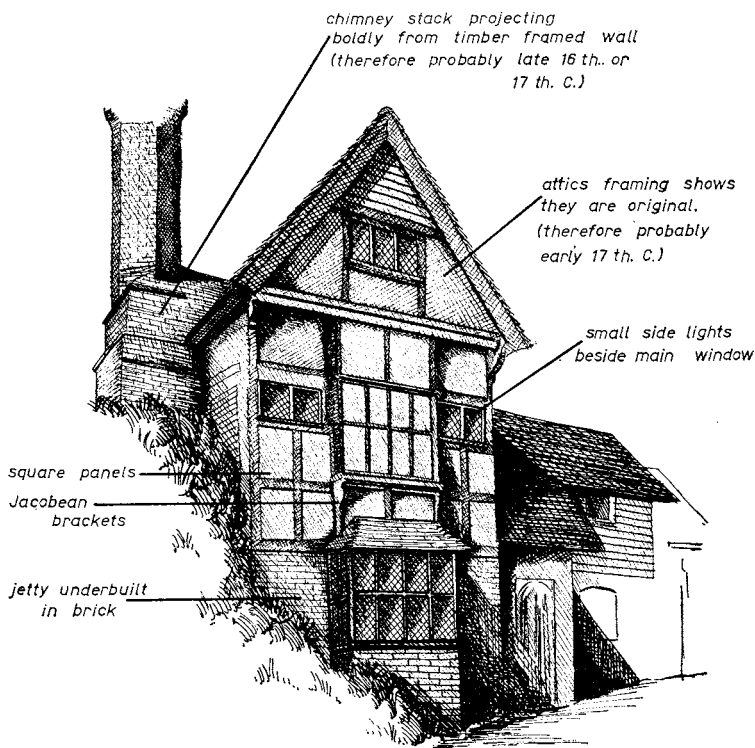 chimney stack projecting
boldly from timber framed wall
(therefore probably late 16 th.. or
17 th. C.)
attics framing shows
they are original.
(therefore probably
early 17 th. C.)
small side lights
beside main window
square panels
Jacobean
brackets
jetty underbuilt
in brick